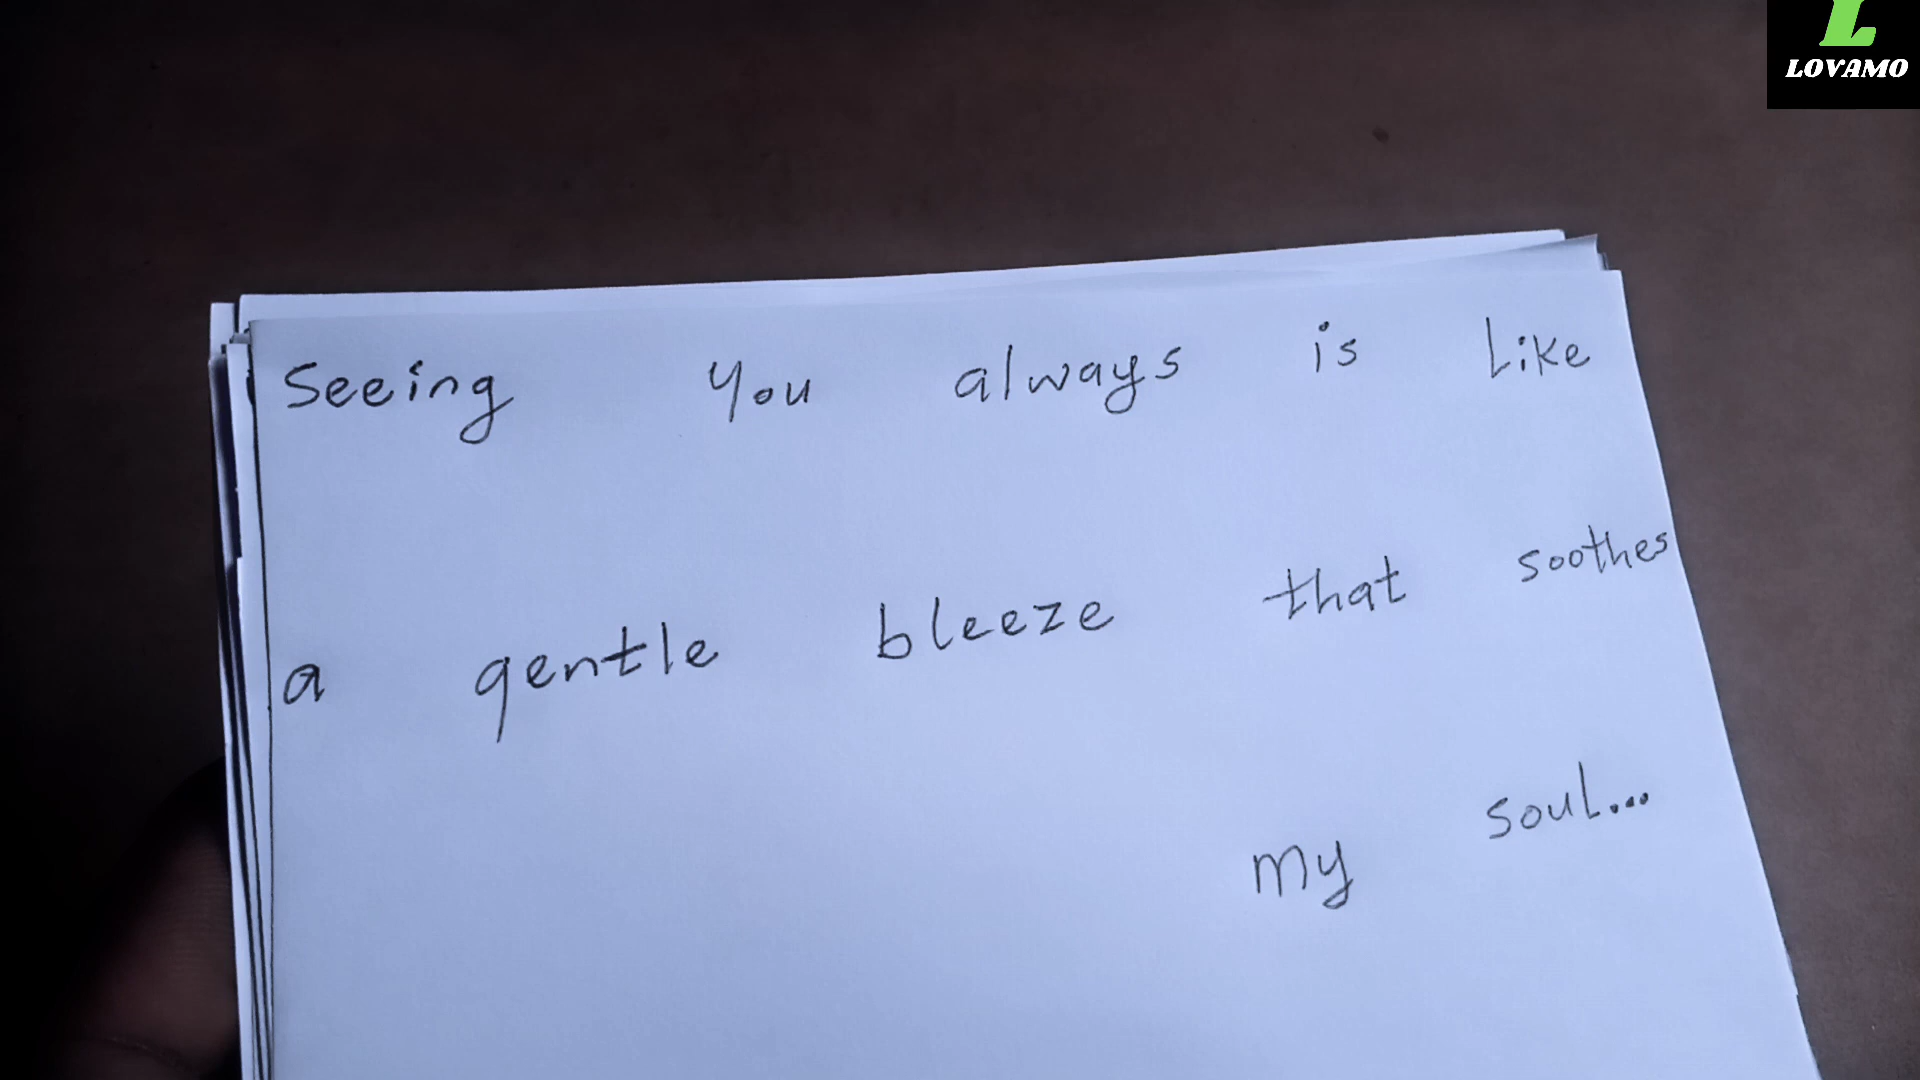 L
LOVAMO
Seeing you always is like
a gentle bleeze that soothes
my soul...